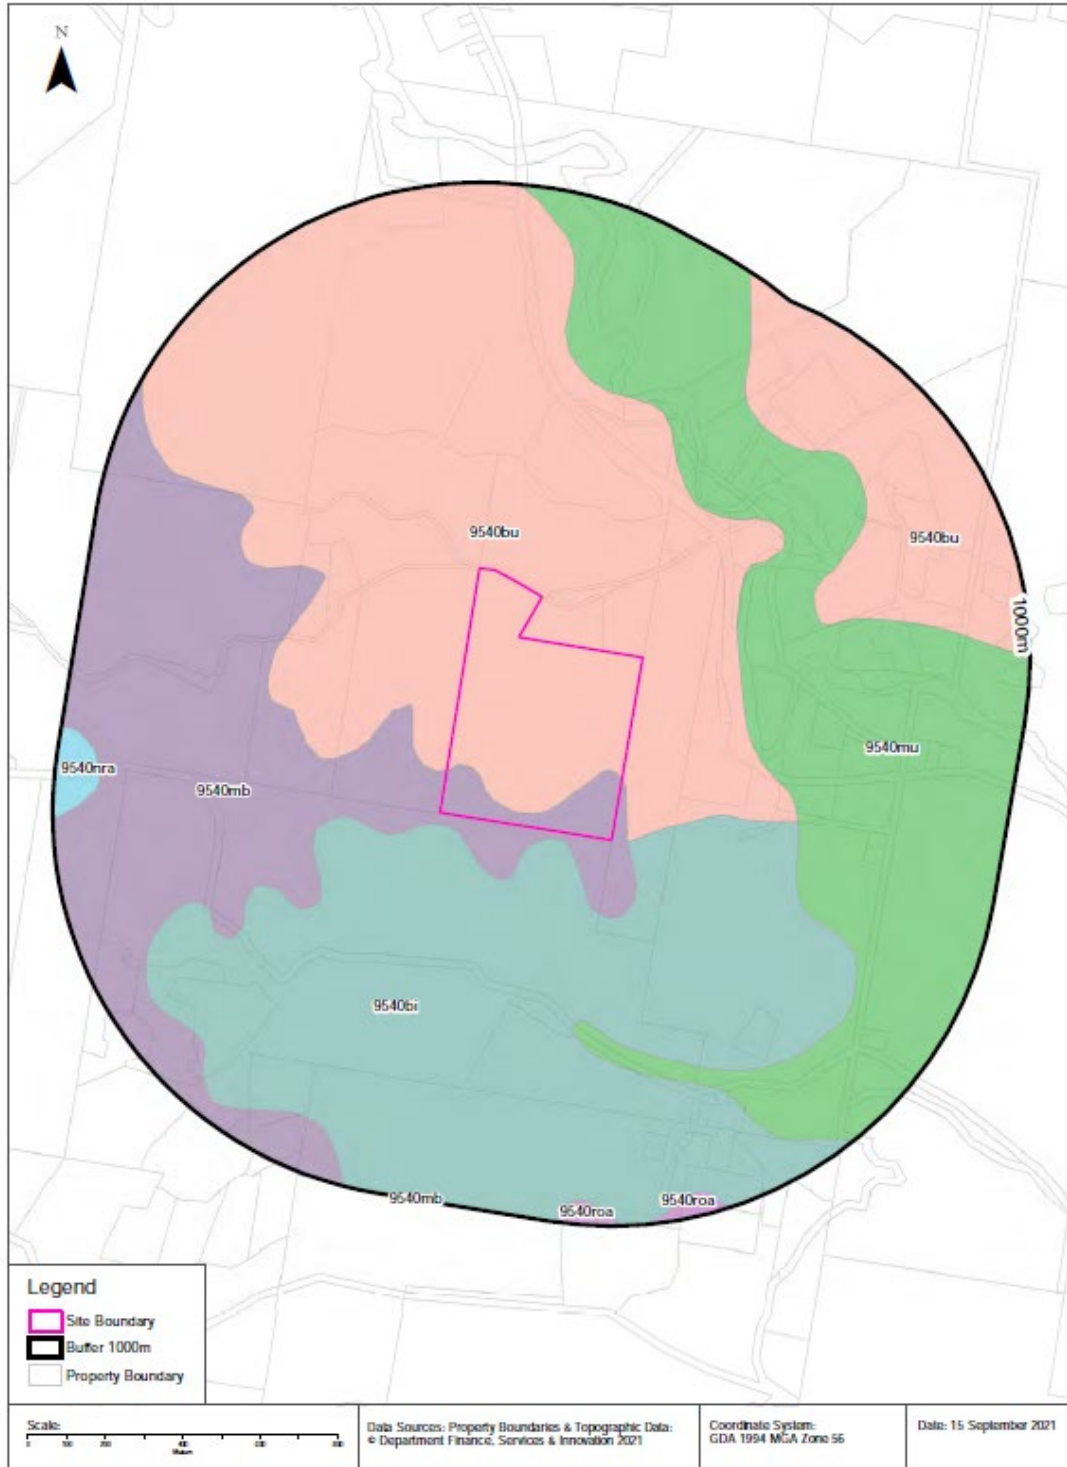 N
9540bu
9540bu
1000m
9540mu
9540nra
9540mb
9540bi
9540mb
9540roa
9540roa
Legend
Site Boundary
Buffer 1000m
Property Boundary
Scale:
0
Data Sources: Property Boundaries & Topographic Data:
© Department Finance, Services & Innovation 2021
Coordinate System:
GDA 1994 MGA Zone 56
Date: 15 September 2021